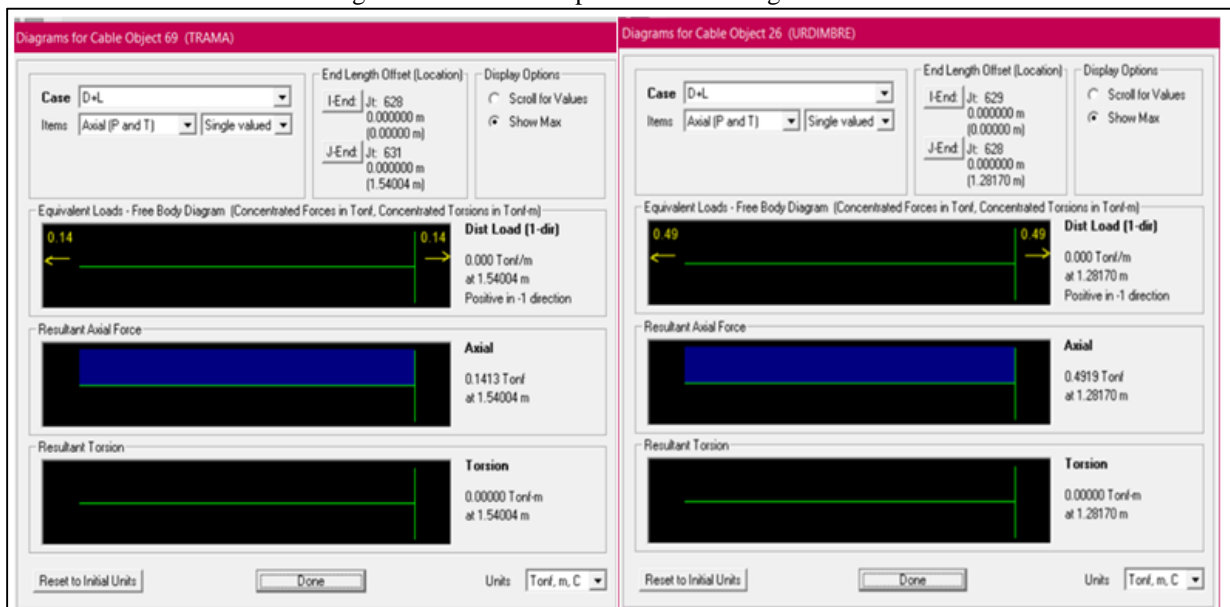 Diagrams for Cable Object 69 (TRAMA)
Case D+L
Items Axial (P and T) Single valued
End Length Offset (Location)
I-End: Jt: 628
0.000000 m
(0.00000 m)
J-End: Jt: 631
0.000000 m
(1.54004 m)
Display Options
Scroll for Values
Show Max
Equivalent Loads - Free Body Diagram (Concentrated Forces in Tonf, Concentrated Torsions in Tonf-m)
0.14
0.14
Dist Load (1-dir)
0.000 Tonf/m
at 1.54004 m
Positive in -1 direction
Resultant Axial Force
Axial
0.1413 Tonf
at 1.54004 m
Resultant Torsion
Torsion
0.00000 Tonf-m
at 1.54004 m
Reset to Initial Units
Done
Units Tonf, m, C
Diagrams for Cable Object 26 (URDIMBRE)
Case D+L
Items Axial (P and T) Single valued
End Length Offset (Location)
I-End: Jt: 629
0.000000 m
(0.00000 m)
J-End: Jt: 628
0.000000 m
(1.28170 m)
Display Options
Scroll for Values
Show Max
Equivalent Loads - Free Body Diagram (Concentrated Forces in Tonf, Concentrated Torsions in Tonf-m)
0.49
0.49
Dist Load (1-dir)
0.000 Tonf/m
at 1.28170 m
Positive in -1 direction
Resultant Axial Force
Axial
0.4919 Tonf
at 1.28170 m
Resultant Torsion
Torsion
0.00000 Tonf-m
at 1.28170 m
Reset to Initial Units
Done
Units Tonf, m, C